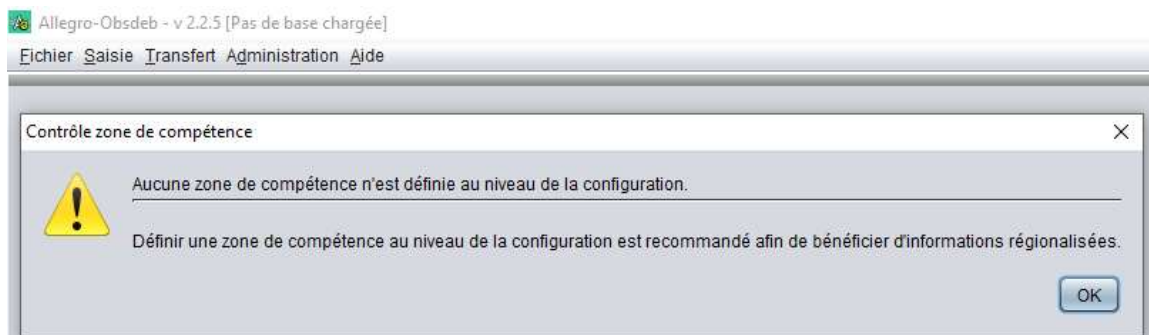 Allegro-Obsdeb - v 2.2.5 [Pas de base chargée]
Fichier Saisie Transfert Administration Aide
Contrôle zone de compétence
Aucune zone de compétence n'est définie au niveau de la configuration.
Définir une zone de compétence au niveau de la configuration est recommandé afin de bénéficier d'informations régionalisées.
OK